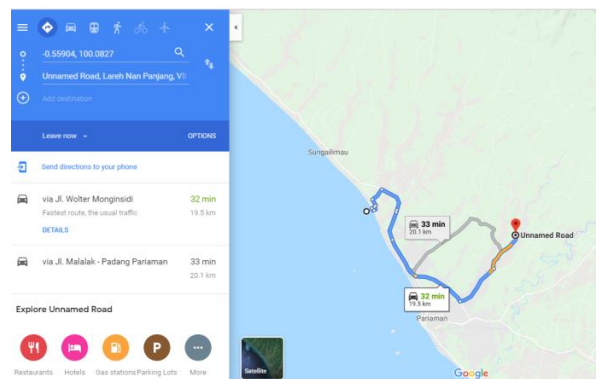 -0.55904, 100.0827
Unnamed Road, Lareh Nan Panjang, VII
Add destination
Leave now
OPTIONS
Send directions to your phone
via Jl. Wolter Monginsidi
32 min
Fastest route, the usual traffic
19.5 km
DETAILS
via Jl. Malalak - Padang Pariaman
33 min
20.1 km
Explore Unnamed Road
P
Restaurants
Hotels
Gas stations
Parking Lots
More
Sungailimau
33 min
20.1 km
Unnamed Road
32 min
19.5 km
Pariaman
Satellite
Google